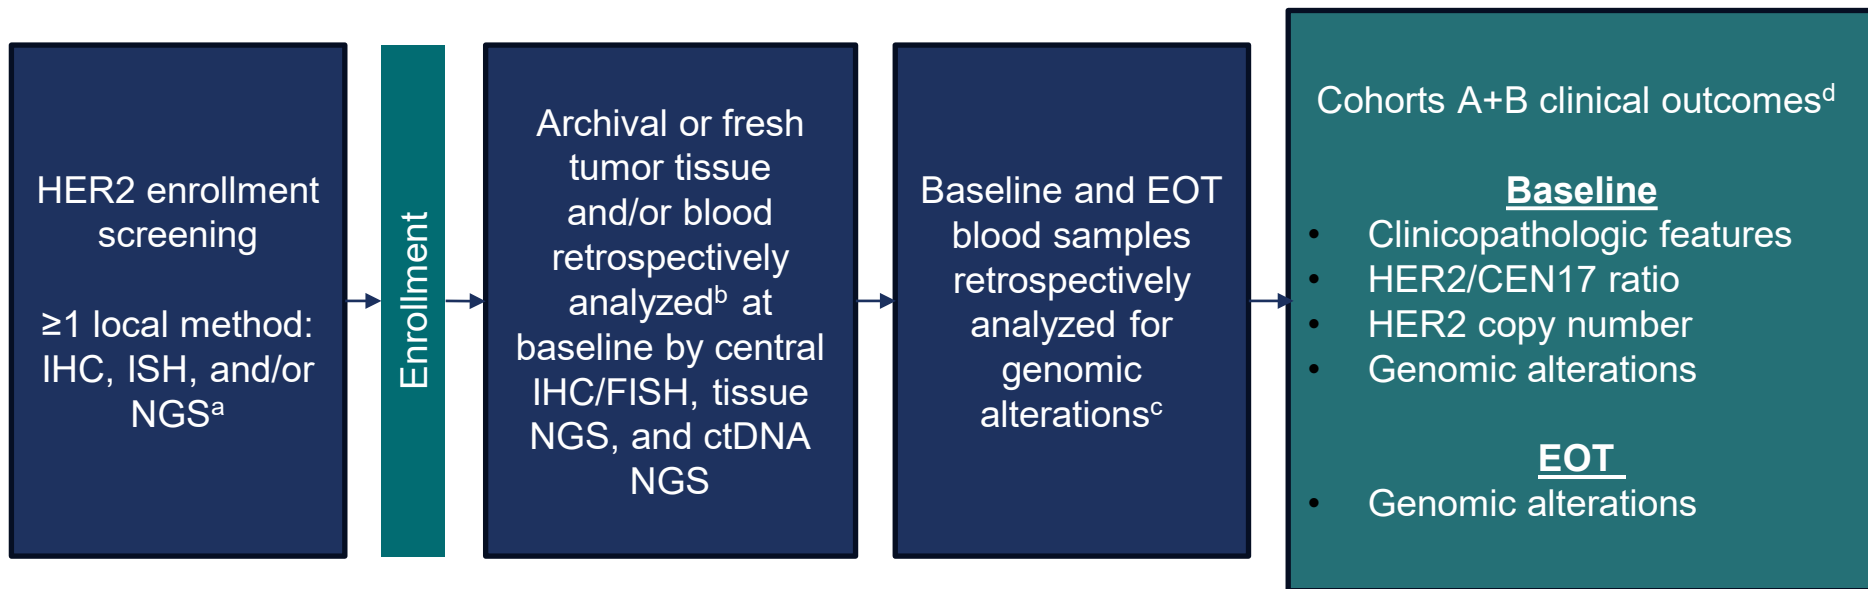 HER2 enrollment
screening
≥1 local method:
IHC, ISH, and/or
NGSᵃ
Enrollment
Archival or fresh
tumor tissue
and/or blood
retrospectively
analyzedᵇ at
baseline by central
IHC/FISH, tissue
NGS, and ctDNA
NGS
Baseline and EOT
blood samples
retrospectively
analyzed for
genomic
alterationsᶜ
Cohorts A+B clinical outcomesᵈ
Baseline
• Clinicopathologic features
• HER2/CEN17 ratio
• HER2 copy number
• Genomic alterations
EOT
• Genomic alterations